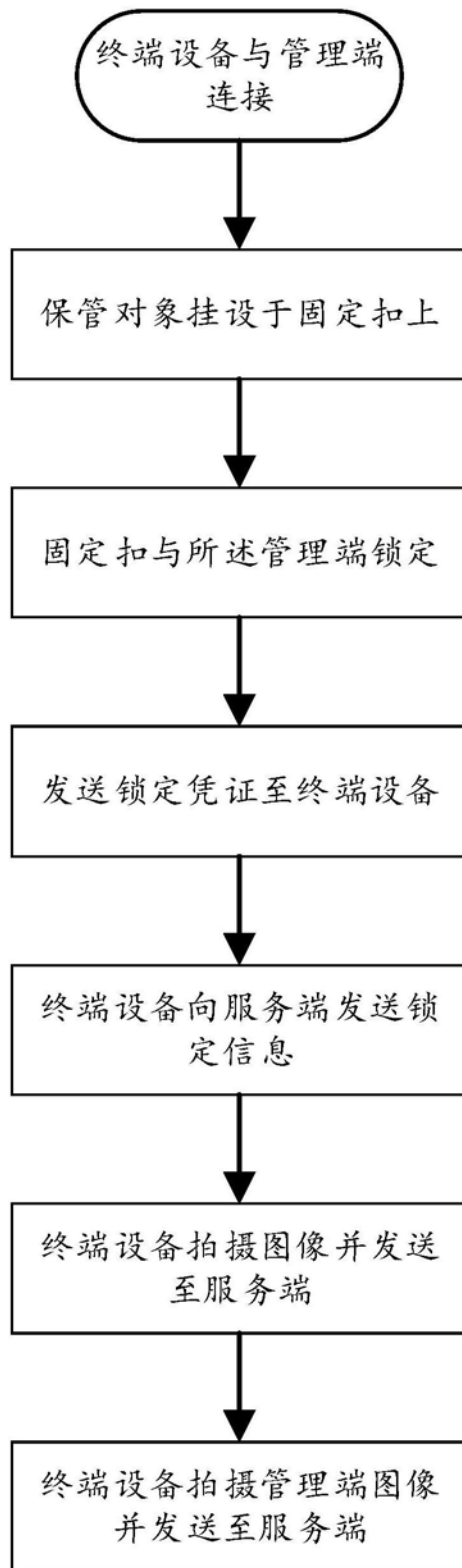 终端设备与管理端
连接
保管对象挂设于固定扣上
固定扣与所述管理端锁定
发送锁定凭证至终端设备
终端设备向服务端发送锁
定信息
终端设备拍摄图像并发送
至服务端
终端设备拍摄管理端图像
并发送至服务端